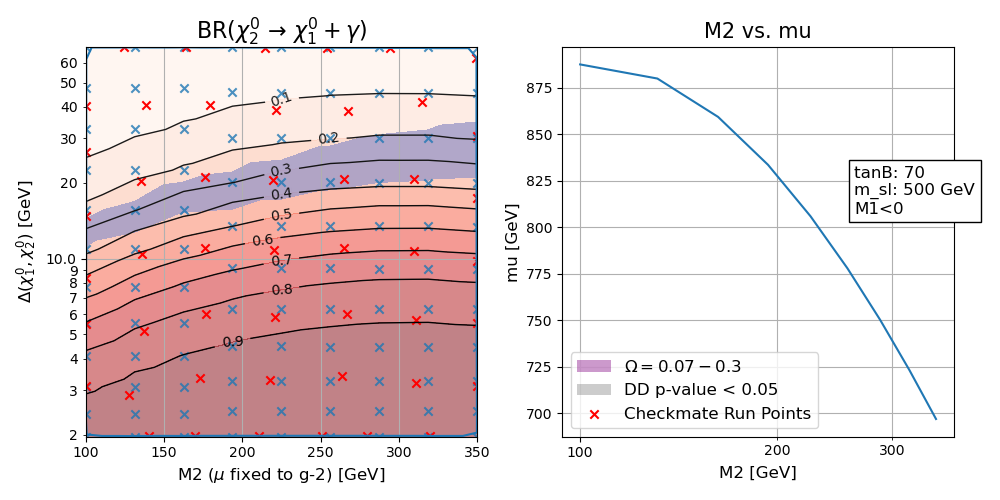 BR(χ₂⁰ → χ₁⁰ + γ)
Δ(χ₁⁰, χ₂⁰) [GeV]
60
50
40
30
20
10.0
9
8
7
6
5
4
3
2
0.1
0.2
0.3
0.4
0.5
0.6
0.7
0.8
0.9
100 150 200 250 300 350
M2 (μ fixed to g-2) [GeV]
M2 vs. mu
mu [GeV]
875
850
825
800
775
750
725
700
tanB: 70
m_sl: 500 GeV
M1<0
Ω = 0.07 − 0.3
DD p-value < 0.05
Checkmate Run Points
100 200 300
M2 [GeV]